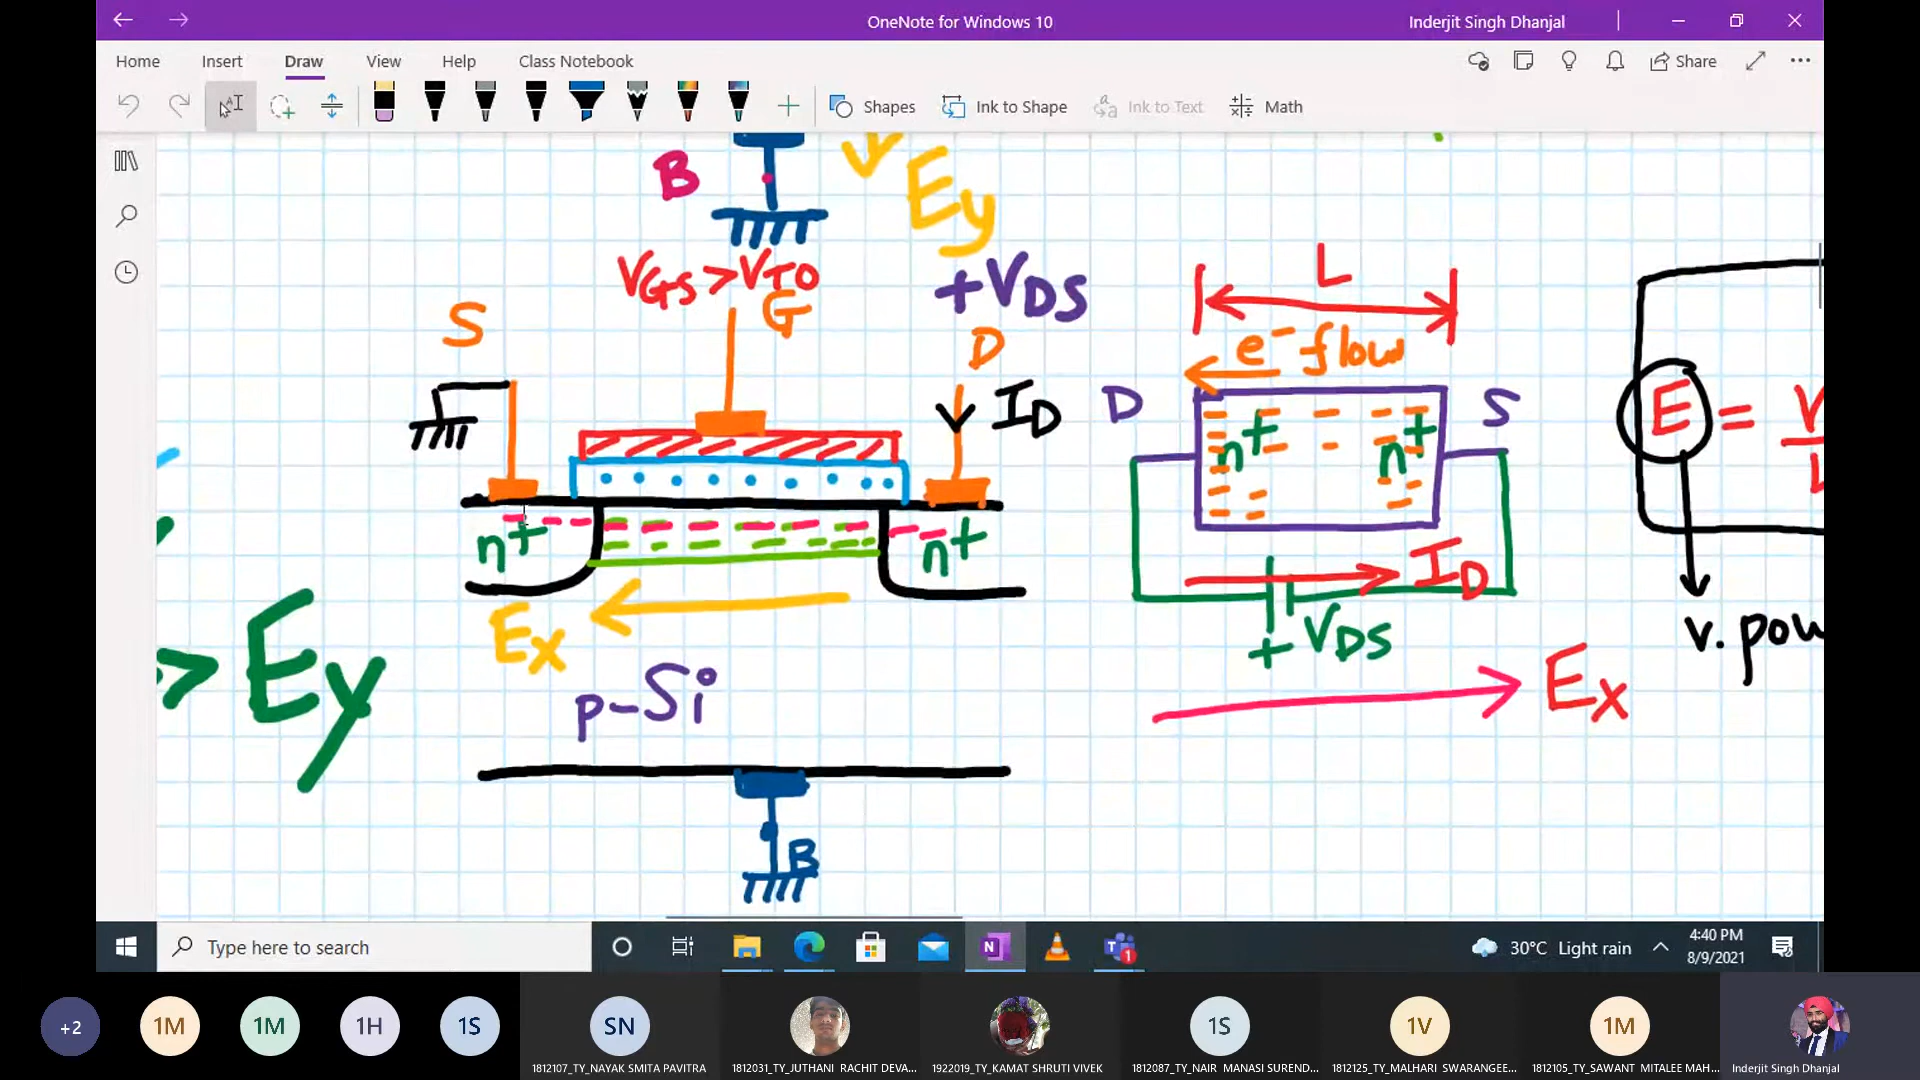 OneNote for Windows 10
Inderjit Singh Dhanjal
Home Insert Draw View Help Class Notebook
Share
Shapes Ink to Shape Ink to Text Math
B
Ey
VGS > VTO
+VDS
L
S
G
D
ID
e⁻ flow
D
S
n+ n+
E = V
L
n+
n+
Ex
ID
+ VDS
> Ey
p-Si
Ex
v. pow
B
Type here to search
30°C Light rain
4:40 PM
8/9/2021
1
+2
1M
1M
1H
1S
SN
1S
1V
1M
1812107_TY_NAYAK SMITA PAVITRA
1812031_TY_JUTHANI RACHIT DEVA...
1922019_TY_KAMAT SHRUTI VIVEK
1812087_TY_NAIR MANASI SUREND...
1812125_TY_MALHARI SWARANGEE...
1812105_TY_SAWANT MITALEE MAH...
Inderjit Singh Dhanjal